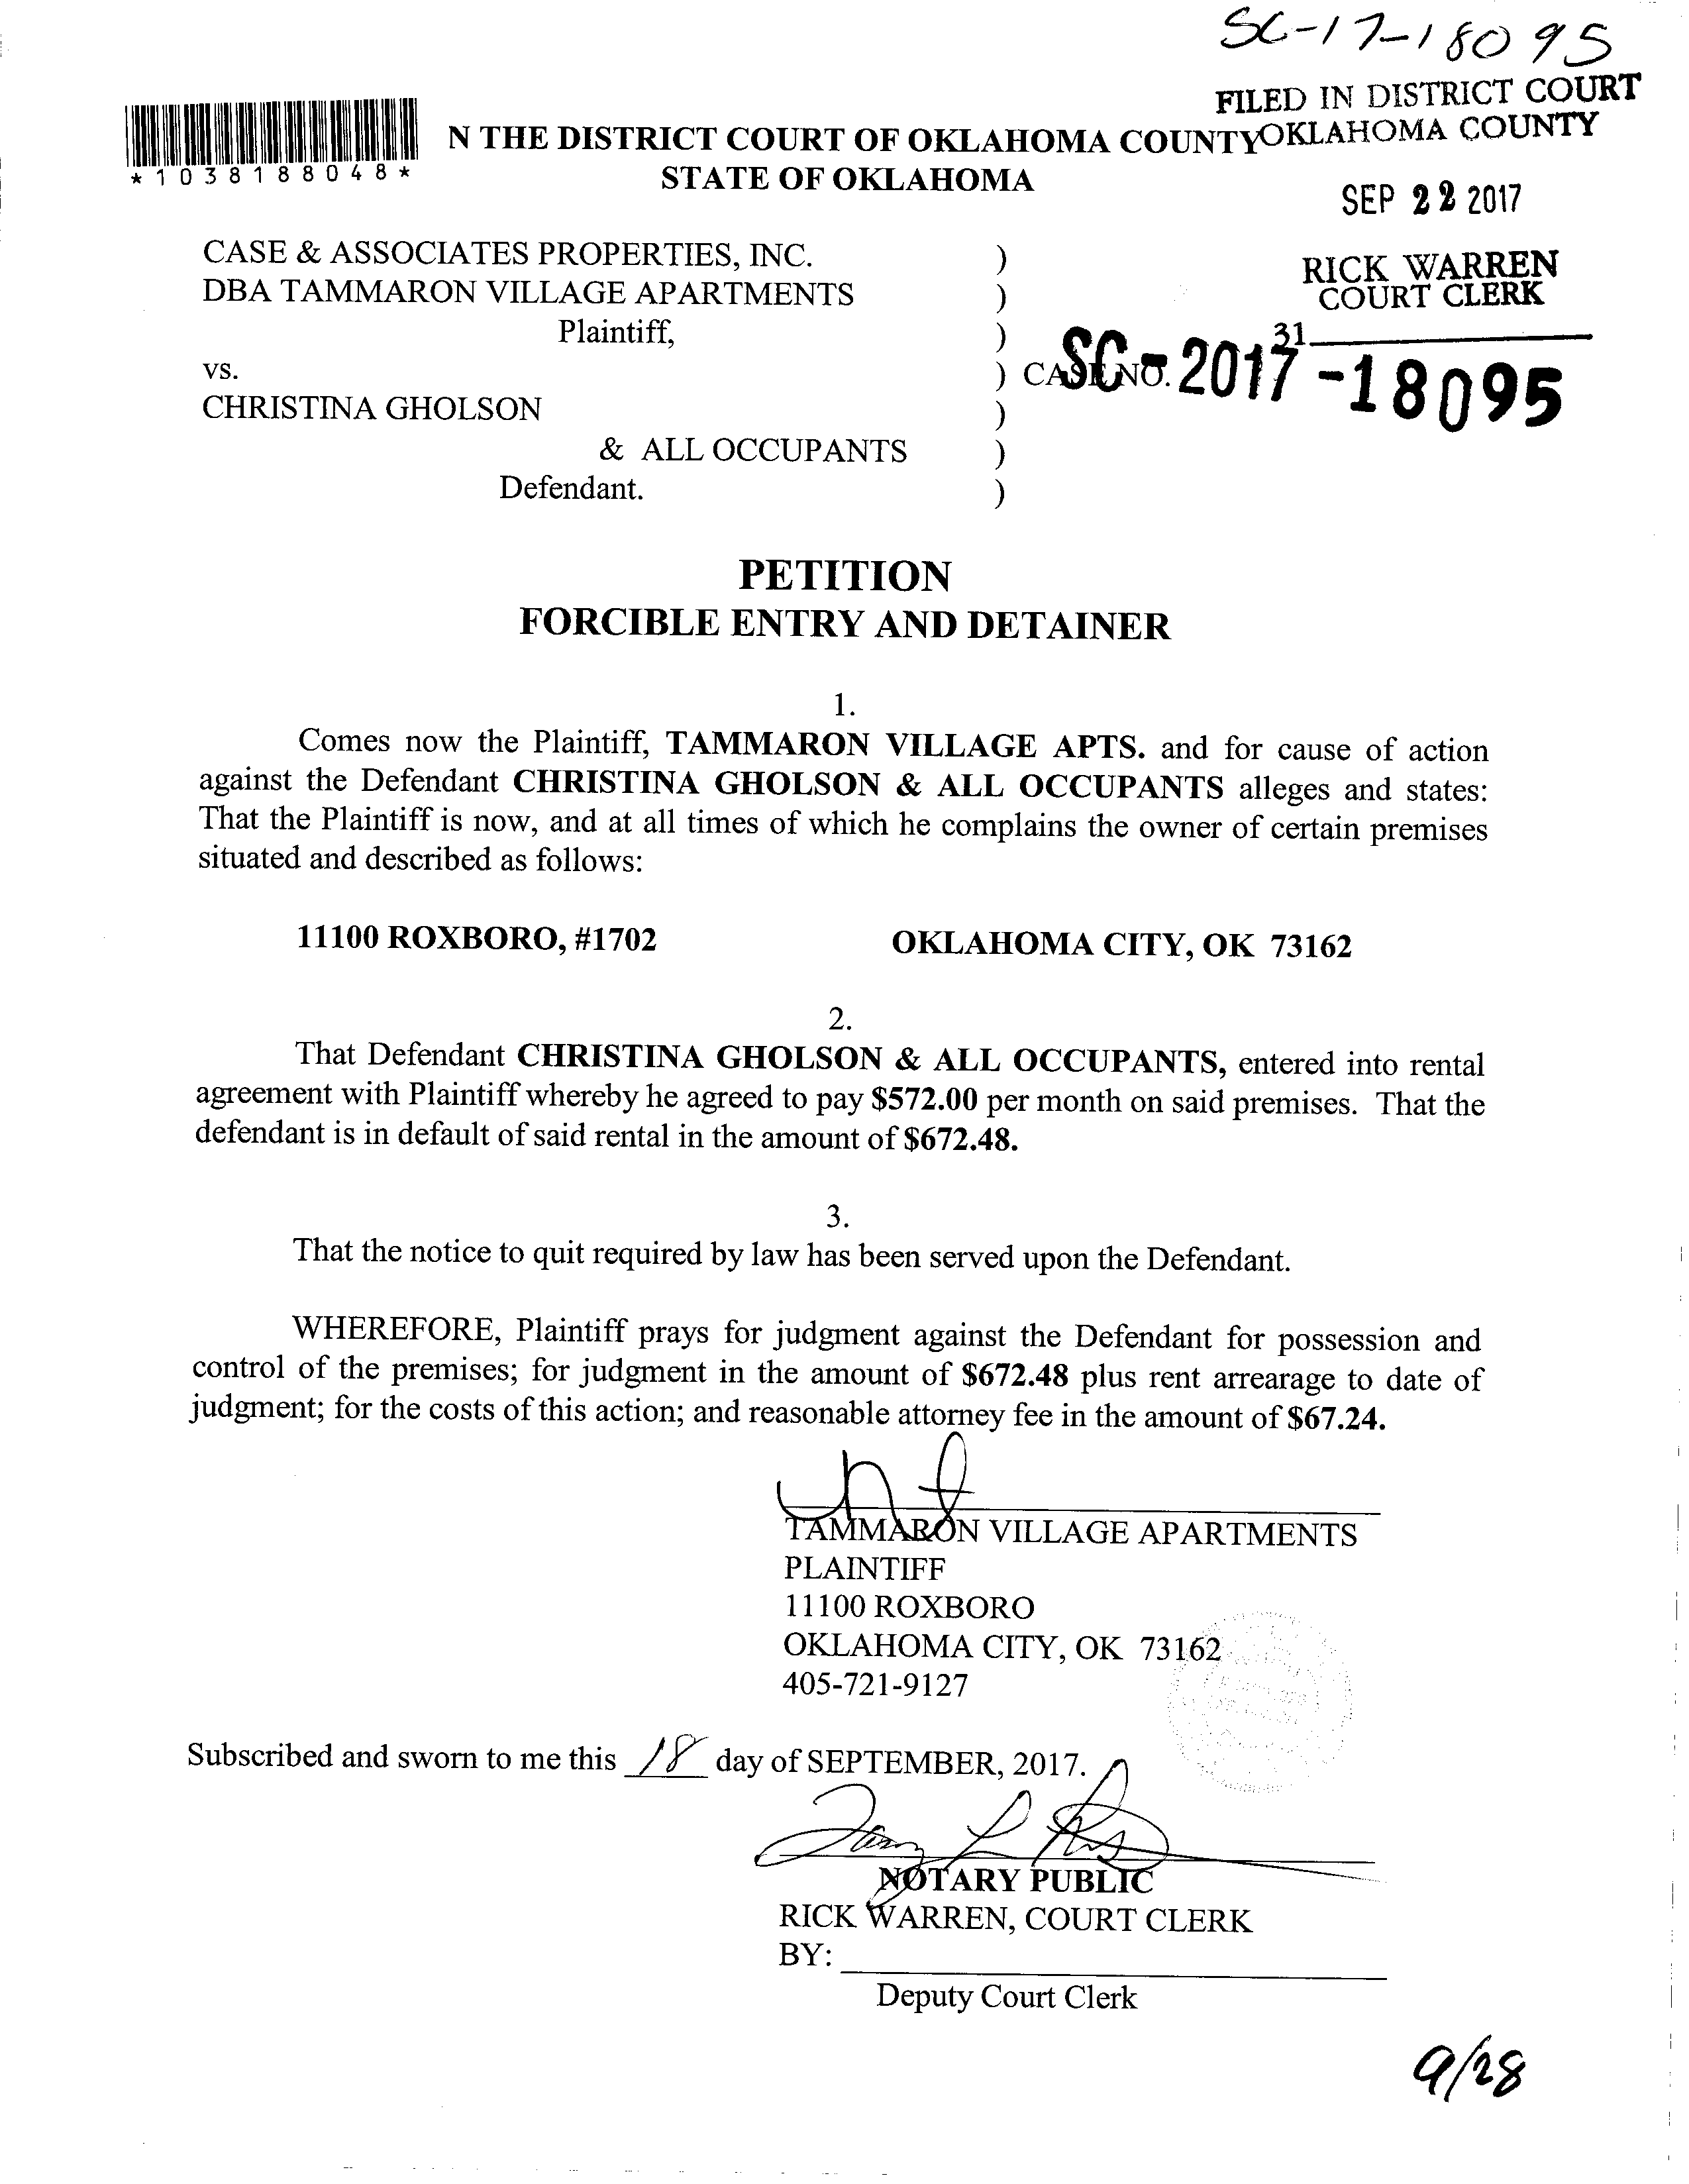 SC-17-18095
FILED IN DISTRICT COURT
OKLAHOMA COUNTY
*1038188048*
N THE DISTRICT COURT OF OKLAHOMA COUNTY
STATE OF OKLAHOMA
SEP 22 2017
RICK WARREN
COURT CLERK
31
CASE & ASSOCIATES PROPERTIES, INC. )
DBA TAMMARON VILLAGE APARTMENTS )
Plaintiff, )
vs. ) CASE NO. SC-2017-18095
CHRISTINA GHOLSON )
& ALL OCCUPANTS )
Defendant. )
PETITION
FORCIBLE ENTRY AND DETAINER
1.
Comes now the Plaintiff, TAMMARON VILLAGE APTS. and for cause of action
against the Defendant CHRISTINA GHOLSON & ALL OCCUPANTS alleges and states:
That the Plaintiff is now, and at all times of which he complains the owner of certain premises
situated and described as follows:
11100 ROXBORO, #1702 OKLAHOMA CITY, OK 73162
2.
That Defendant CHRISTINA GHOLSON & ALL OCCUPANTS, entered into rental
agreement with Plaintiff whereby he agreed to pay $572.00 per month on said premises. That the
defendant is in default of said rental in the amount of $672.48.
3.
That the notice to quit required by law has been served upon the Defendant.
WHEREFORE, Plaintiff prays for judgment against the Defendant for possession and
control of the premises; for judgment in the amount of $672.48 plus rent arrearage to date of
judgment; for the costs of this action; and reasonable attorney fee in the amount of $67.24.
TAMMARON VILLAGE APARTMENTS
PLAINTIFF
11100 ROXBORO
OKLAHOMA CITY, OK 73162
405-721-9127
Subscribed and sworn to me this 18 day of SEPTEMBER, 2017.
NOTARY PUBLIC
RICK WARREN, COURT CLERK
BY:
Deputy Court Clerk
9/28